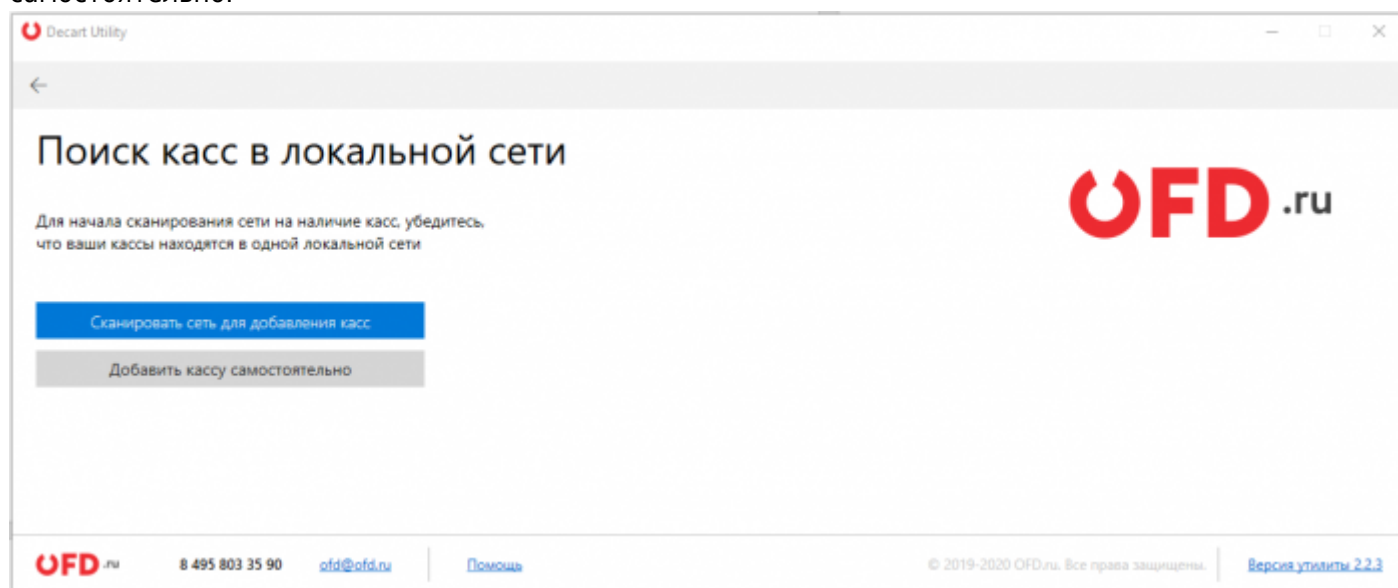 самостоятельно.
Decart Utility
Поиск касс в локальной сети
OFD.ru
Для начала сканирования сети на наличие касс, убедитесь,
что ваши кассы находятся в одной локальной сети
Сканировать сеть для добавления касс
Добавить кассу самостоятельно
OFD.ru 8 495 803 35 90 ofd@ofd.ru Помощь © 2019-2020 OFD.ru. Все права защищены. Версия утилиты 2.2.3